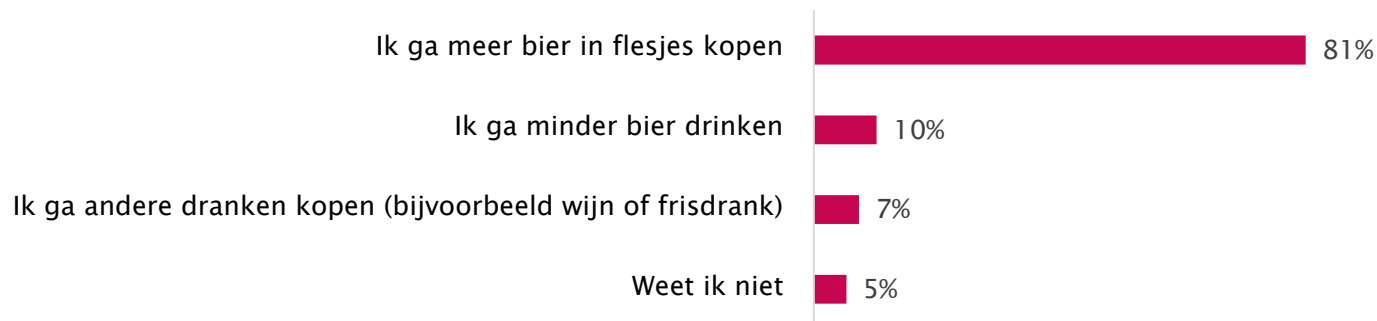 Ik ga meer bier in flesjes kopen 81%
Ik ga minder bier drinken 10%
Ik ga andere dranken kopen (bijvoorbeeld wijn of frisdrank) 7%
Weet ik niet 5%